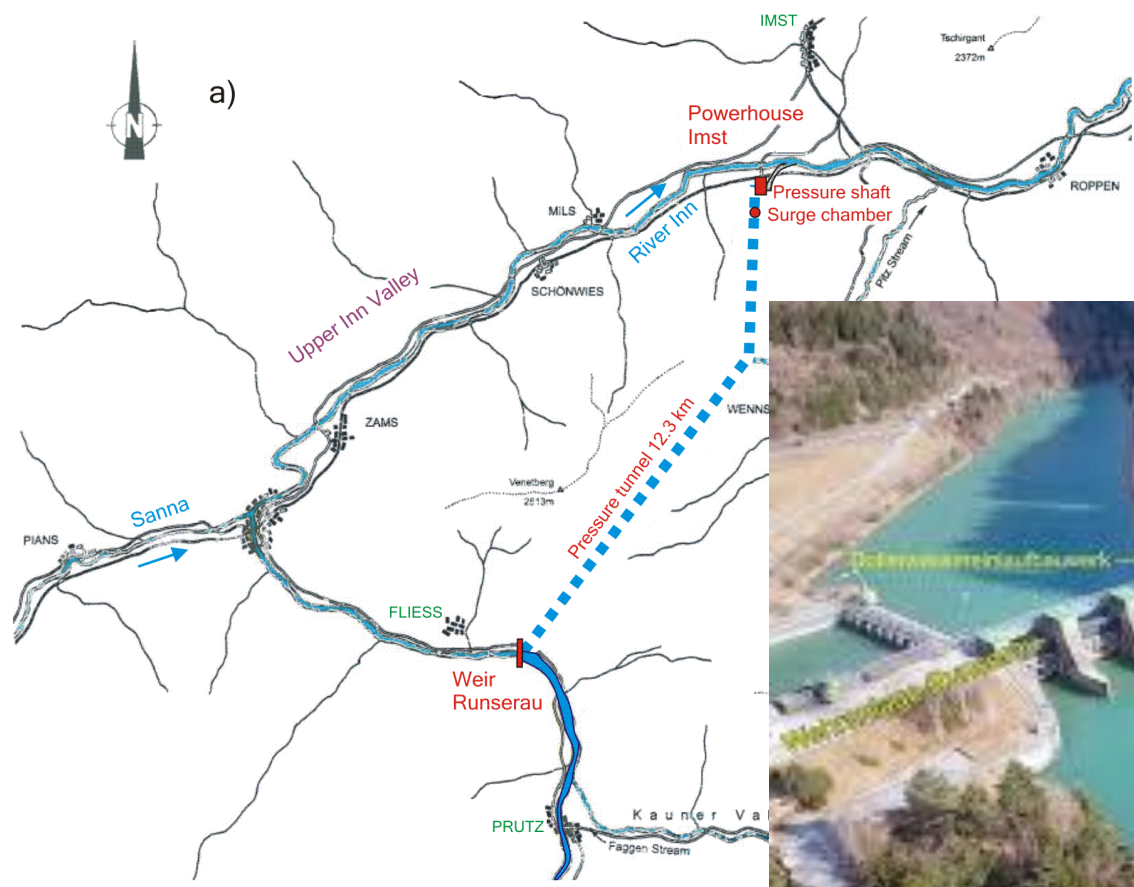 IMST
Tschirgant
2372m
a)
N
Powerhouse
Imst
ROPPEN
Pressure shaft
Surge chamber
MiLS
River Inn
Pitz Stream
SCHÖNWIES
Upper Inn Valley
ZAMS
WENNS
Pressure tunnel 12.3 km
Venetberg
2513m
Sanna
PIANS
FLIESS
Weir
Runserau
PRUTZ
Kauner Val
Faggen Stream